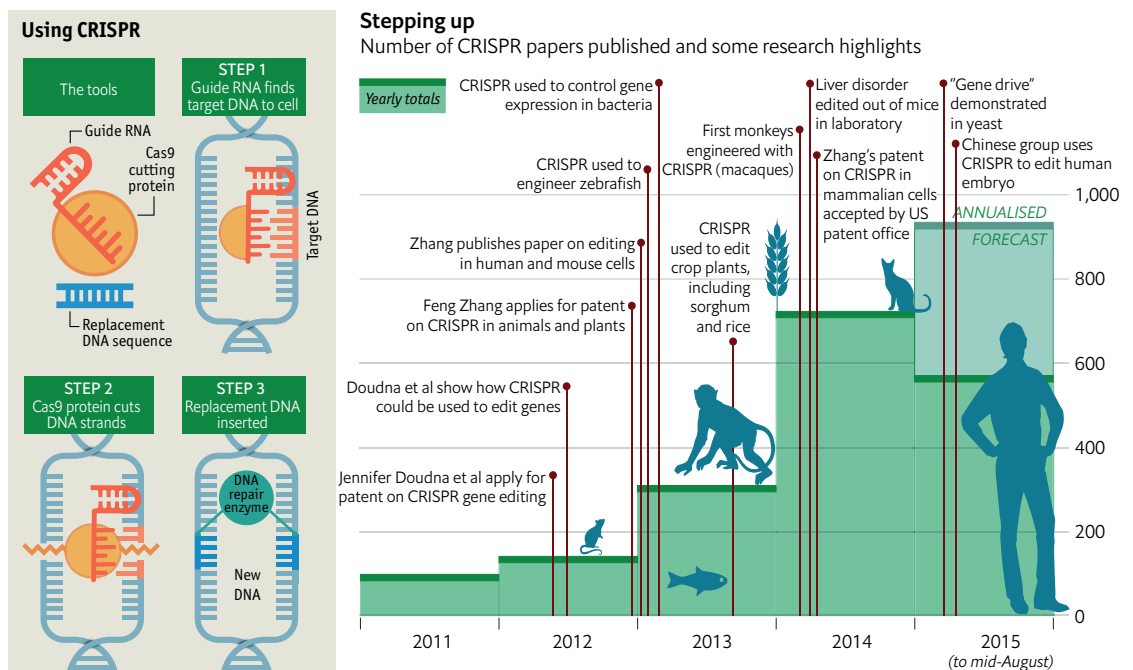 Using CRISPR
The tools
Guide RNA
Cas9
cutting
protein
Replacement
DNA sequence
STEP 1
Guide RNA finds
target DNA to cell
Target DNA
STEP 2
Cas9 protein cuts
DNA strands
STEP 3
Replacement DNA
inserted
DNA
repair
enzyme
New
DNA
Stepping up
Number of CRISPR papers published and some research highlights
Yearly totals
CRISPR used to control gene
expression in bacteria
CRISPR used to
engineer zebrafish
Zhang publishes paper on editing
in human and mouse cells
Feng Zhang applies for patent
on CRISPR in animals and plants
Doudna et al show how CRISPR
could be used to edit genes
Jennifer Doudna et al apply for
patent on CRISPR gene editing
First monkeys
engineered with
CRISPR (macaques)
CRISPR
used to edit
crop plants,
including
sorghum
and rice
Liver disorder
edited out of mice
in laboratory
Zhang's patent
on CRISPR in
mammalian cells
accepted by US
patent office
"Gene drive"
demonstrated
in yeast
Chinese group uses
CRISPR to edit human
embryo
ANNUALISED
FORECAST
1,000
800
600
400
200
0
2011
2012
2013
2014
2015
(to mid-August)